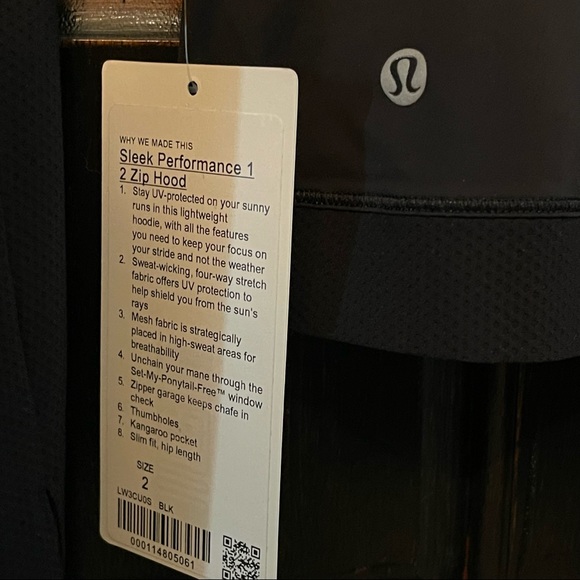 WHY WE MADE THIS
Sleek Performance 1
2 Zip Hood
1. Stay UV-protected on your sunny
runs in this lightweight
hoodie, with all the features
you need to keep your focus on
your stride and not the weather
2. Sweat-wicking, four-way stretch
fabric offers UV protection to
help shield you from the sun's
rays
3. Mesh fabric is strategically
placed in high-sweat areas for
breathability
4. Unchain your mane through the
Set-My-Ponytail-Free™ window
5. Zipper garage keeps chafe in
check
6. Thumbholes
7. Kangaroo pocket
8. Slim fit, hip length
SIZE
2
LW3CU0S BLK
000114805061